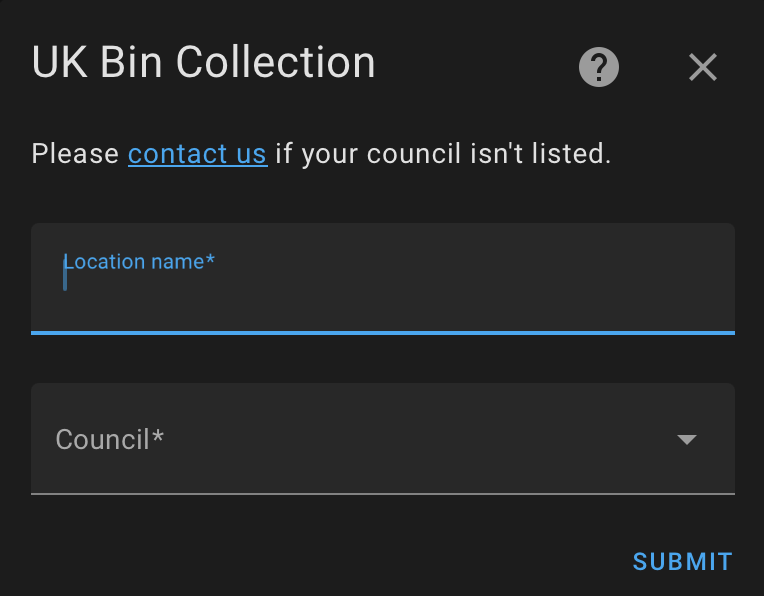 UK Bin Collection
Please contact us if your council isn't listed.
Location name*
Council*
SUBMIT